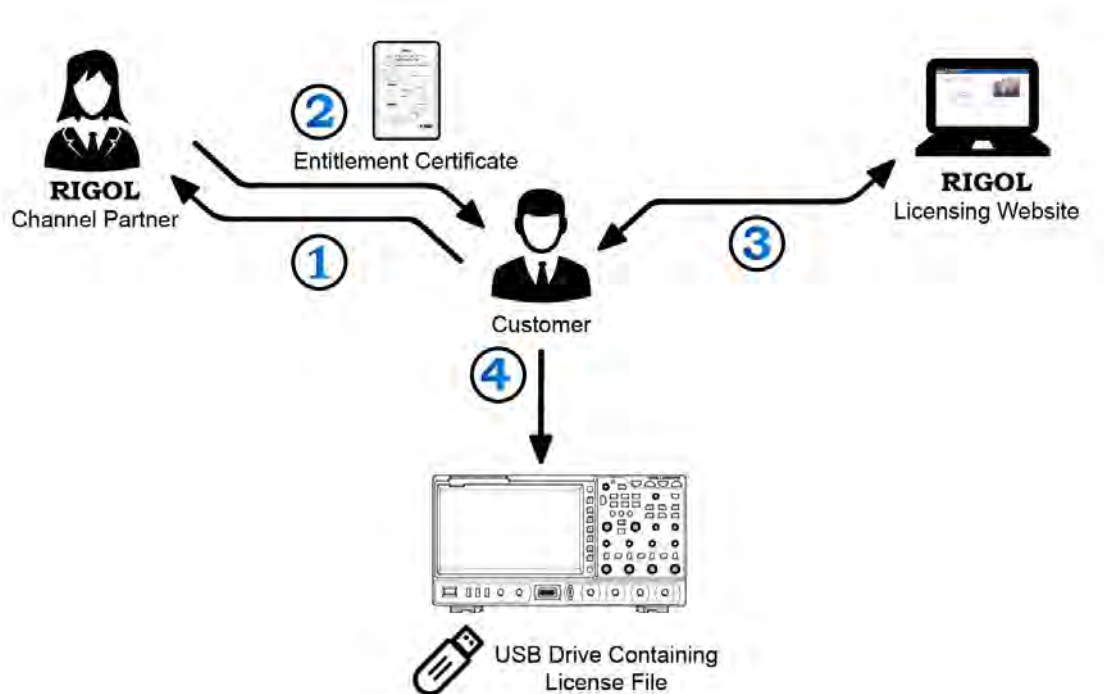 2
Entitlement Certificate
RIGOL
Channel Partner
1
RIGOL
Licensing Website
3
Customer
4
USB Drive Containing
License File